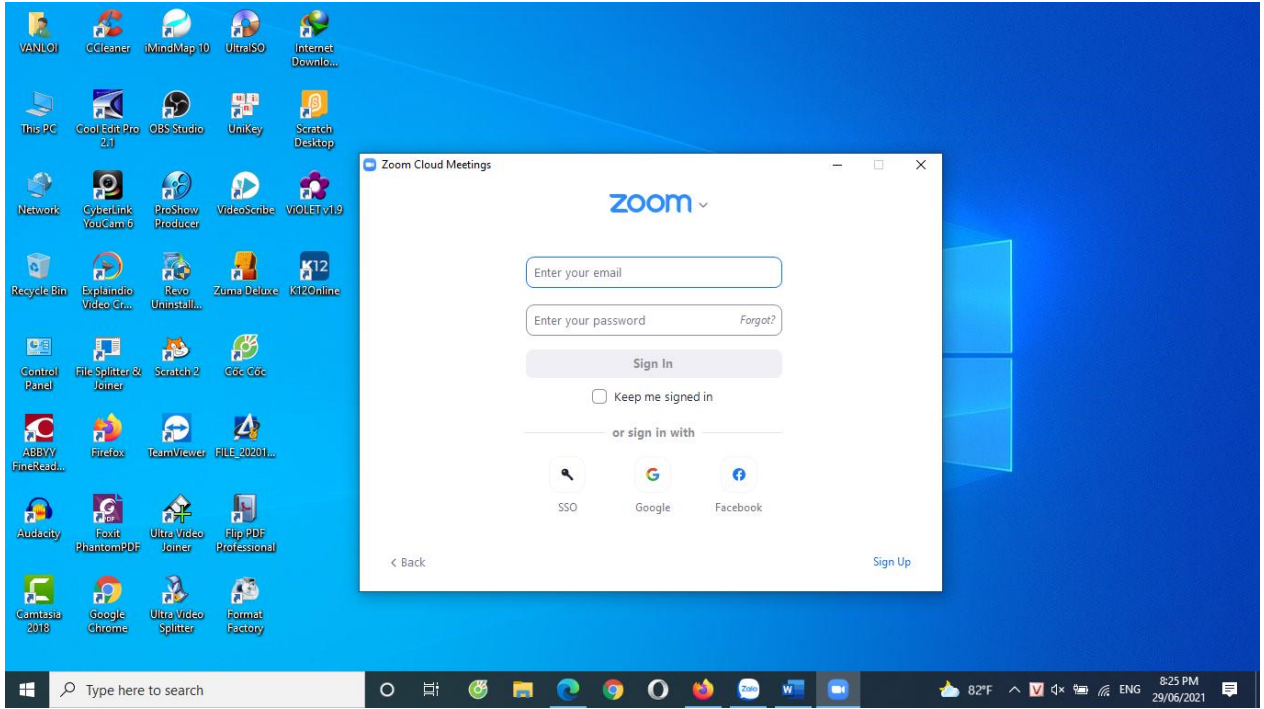 VANLOI
CCleaner
iMindMap 10
UltraISO
Internet
Downlo...
This PC
Cool Edit Pro
2.1
OBS Studio
UniKey
Scratch
Desktop
Network
CyberLink
YouCam 6
ProShow
Producer
VideoScribe
ViOLET v1.9
Recycle Bin
Explaindio
Video Cr...
Revo
Uninstall...
Zuma Deluxe
K12
K12Online
Control
Panel
File Splitter &
Joiner
Scratch 2
Cốc Cốc
ABBYY
FineRead...
Firefox
TeamViewer
FILE_20201...
Audacity
Foxit
PhantomPDF
Ultra Video
Joiner
Flip PDF
Professional
Camtasia
2018
Google
Chrome
Ultra Video
Splitter
Format
Factory
Zoom Cloud Meetings
zoom
Enter your email
Enter your password
Forgot?
Sign In
Keep me signed in
or sign in with
SSO
Google
Facebook
< Back
Sign Up
Type here to search
Zalo
82°F
ENG
8:25 PM
29/06/2021